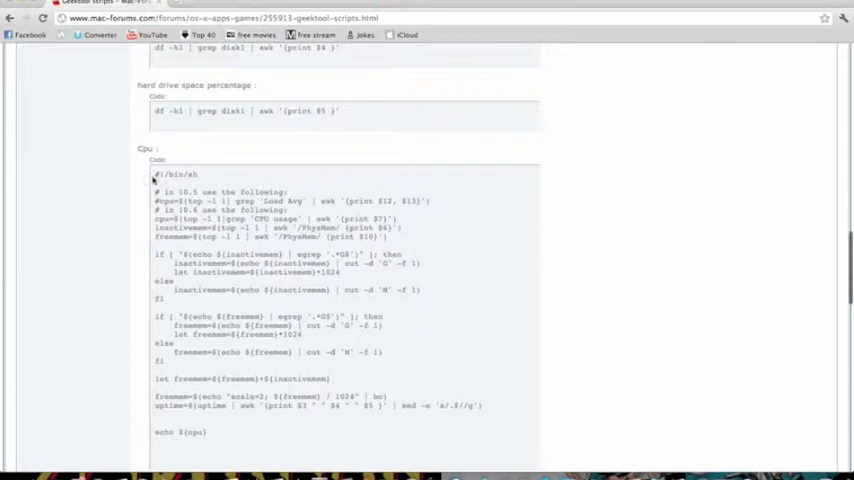 Geektool scripts - Mac-Forums
www.mac-forums.com/forums/os-x-apps-games/255913-geektool-scripts.html
Facebook Converter YouTube Top 40 free movies free stream Jokes iCloud
df -hl | grep disk1 | awk '{print $4 }'
hard drive space percentage :
Code:
df -hl | grep disk1 | awk '{print $5 }'
Cpu :
Code:
#!/bin/sh
# in 10.5 use the following:
#cpu=$(top -l 1| grep 'Load Avg' | awk '{print $12, $13}')
# in 10.6 use the following:
cpu=$(top -l 1|grep 'CPU usage' | awk '{print $7}')
inactivemem=$(top -l 1 | awk '/PhysMem/ {print $6}')
freemem=$(top -l 1 | awk '/PhysMem/ {print $10}')
if [ "$(echo ${inactivemem} | egrep '.*G$')" ]; then
inactivemem=$(echo ${inactivemem} | cut -d 'G' -f 1)
let inactivemem=${inactivemem}*1024
else
inactivemem=$(echo ${inactivemem} | cut -d 'M' -f 1)
fi
if [ "$(echo ${freemem} | egrep '.*G$')" ]; then
freemem=$(echo ${freemem} | cut -d 'G' -f 1)
let freemem=${freemem}*1024
else
freemem=$(echo ${freemem} | cut -d 'M' -f 1)
fi
let freemem=${freemem}+${inactivemem}
freemem=$(echo "scale=2; ${freemem} / 1024" | bc)
uptime=$(uptime | awk '{print $3 " " $4 " " $5 }' | sed -e 's/.$//g')
echo ${cpu}